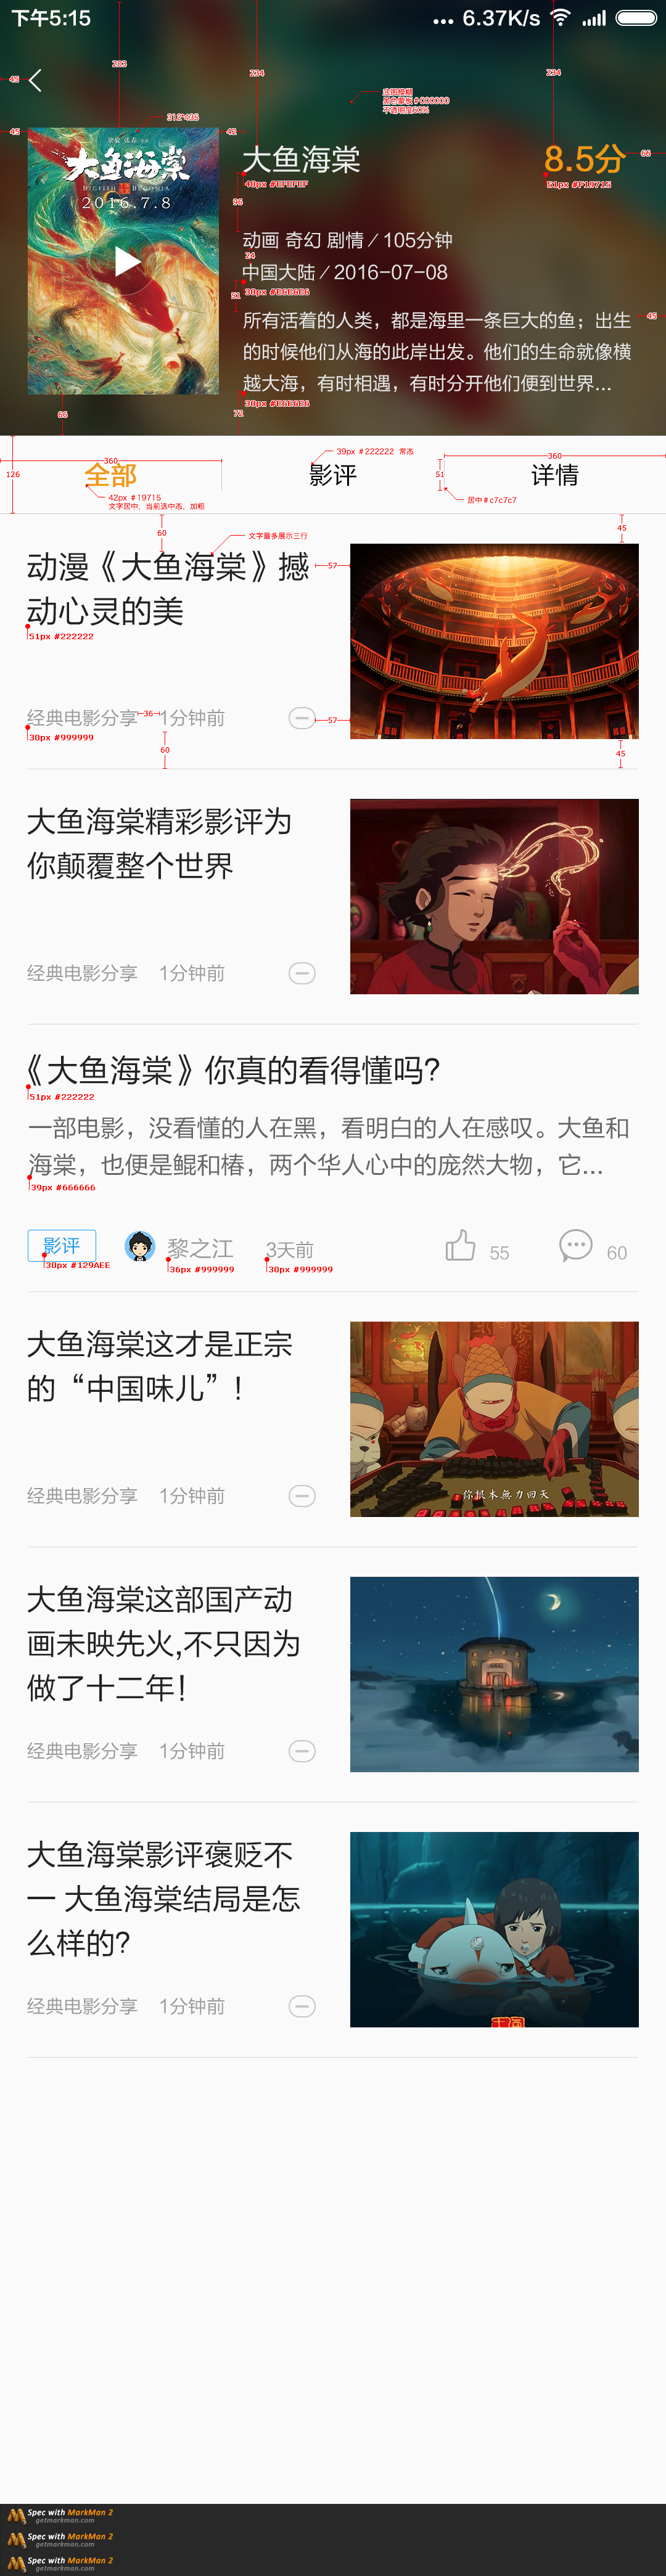 下午5:15
... 6.37K/s
203
234
234
45
底图模糊
黑色蒙板#000000
不透明度60%
312*435
45
42
66
梁旋 张春 作品
大鱼海棠
BIGFISH & BEGONIA
2016.7.8
大鱼海棠
8.5分
40px #EFEFEF
51px #F19715
96
动画 奇幻 剧情/105分钟
24
中国大陆/2016-07-08
30px #E6E6E6
51
45
所有活着的人类，都是海里一条巨大的鱼；出生
的时候他们从海的此岸出发。他们的生命就像横
越大海，有时相遇，有时分开他们便到世界...
30px #E6E6E6
66
72
39px #222222 常态
360
360
126
全部
影评
51
详情
42px #19715
文字居中，当前选中态，加粗
居中#c7c7c7
60
45
文字最多展示三行
动漫《大鱼海棠》撼
57
动心灵的美
51px #222222
经典电影分享
36
1分钟前
57
30px #999999
60
45
大鱼海棠精彩影评为
你颠覆整个世界
经典电影分享 1分钟前
《大鱼海棠》你真的看得懂吗?
51px #222222
一部电影，没看懂的人在黑，看明白的人在感叹。大鱼和
海棠，也便是鲲和椿，两个华人心中的庞然大物，它...
39px #666666
影评 黎之江 3天前 55 60
30px #129AEE
36px #999999
30px #999999
大鱼海棠这才是正宗
的“中国味儿”！
你根本無力回天
经典电影分享 1分钟前
大鱼海棠这部国产动
画未映先火,不只因为
做了十二年！
经典电影分享 1分钟前
大鱼海棠影评褒贬不
一 大鱼海棠结局是怎
么样的?
经典电影分享 1分钟前
Spec with MarkMan 2
getmarkman.com
Spec with MarkMan 2
getmarkman.com
Spec with MarkMan 2
getmarkman.com